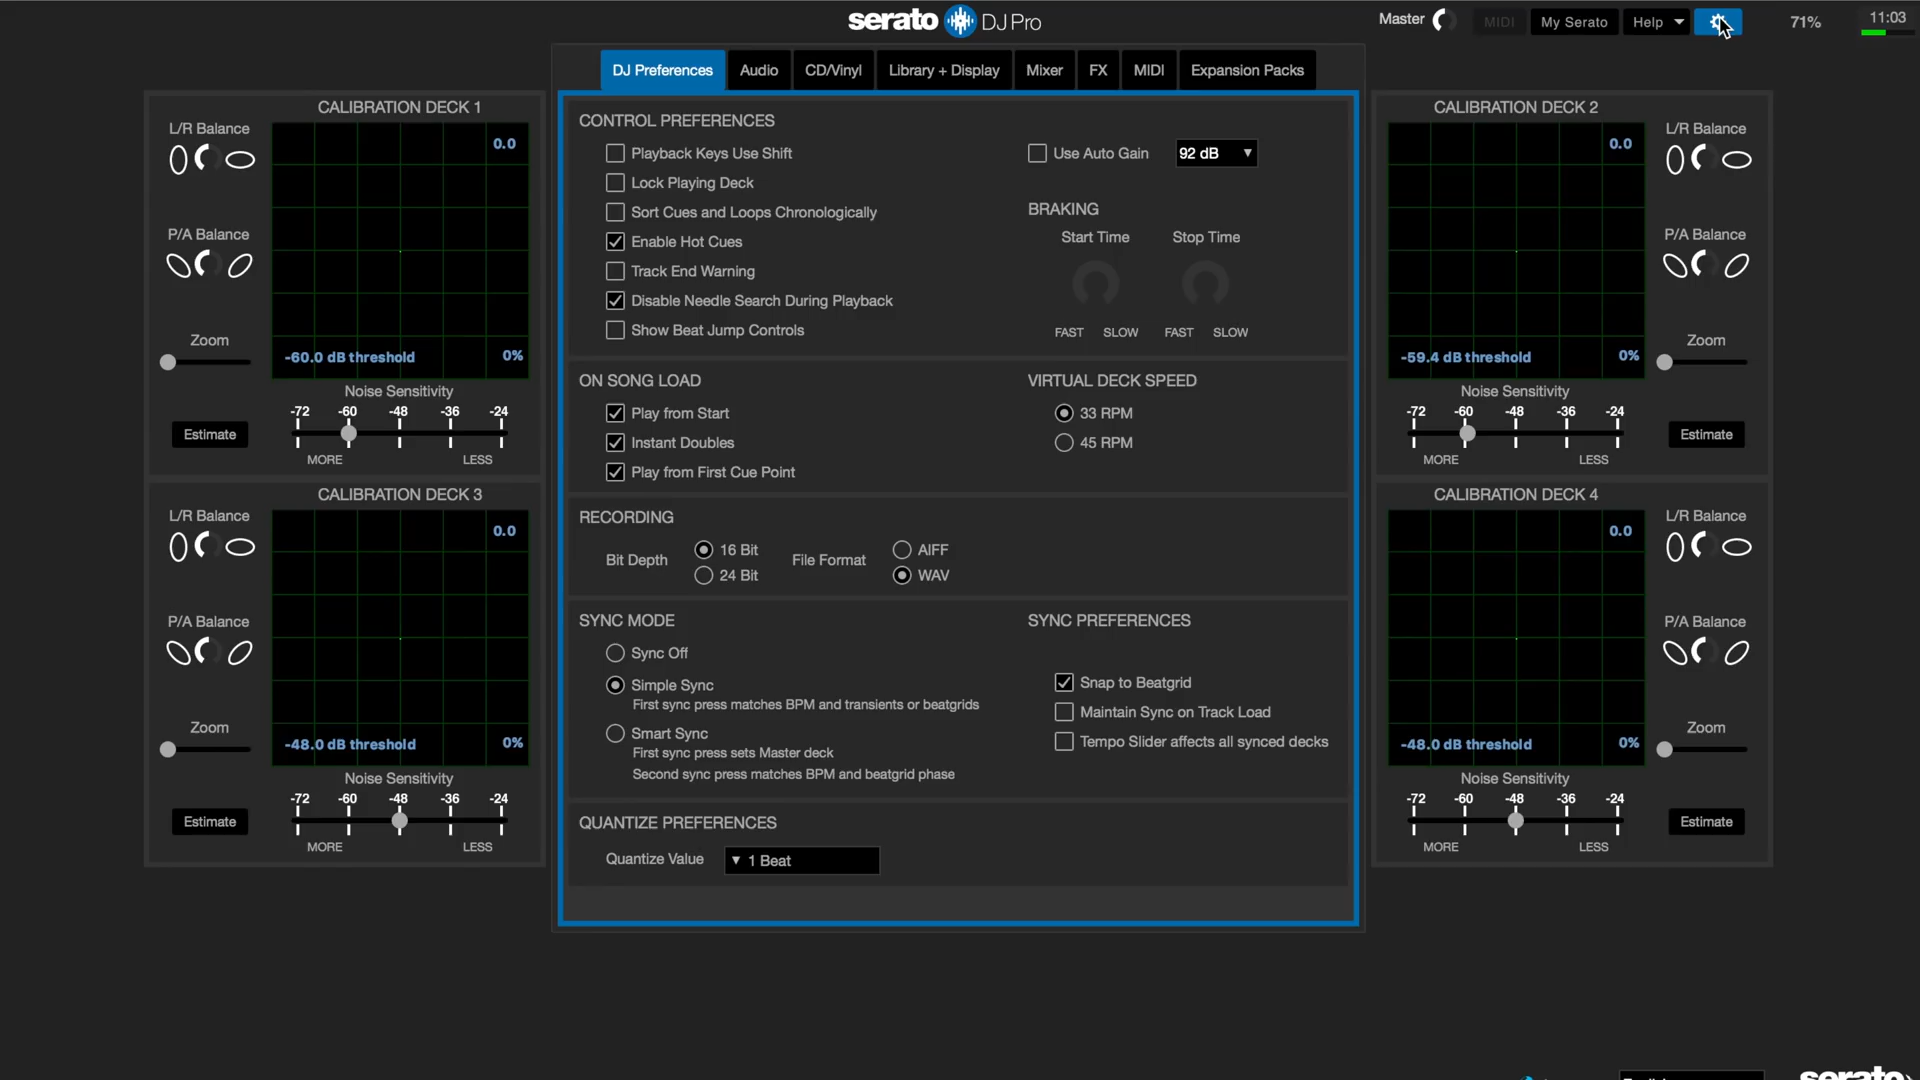 serato DJ Pro
Master MIDI My Serato Help 71% 11:03
DJ Preferences Audio CD/Vinyl Library + Display Mixer FX MIDI Expansion Packs
CALIBRATION DECK 1
L/R Balance
0.0
P/A Balance
Zoom
-60.0 dB threshold 0%
Noise Sensitivity
-72 -60 -48 -36 -24
Estimate
MORE LESS
CALIBRATION DECK 3
L/R Balance
0.0
P/A Balance
Zoom
-48.0 dB threshold 0%
Noise Sensitivity
-72 -60 -48 -36 -24
Estimate
MORE LESS
CONTROL PREFERENCES
Playback Keys Use Shift
Lock Playing Deck
Sort Cues and Loops Chronologically
Enable Hot Cues
Track End Warning
Disable Needle Search During Playback
Show Beat Jump Controls
Use Auto Gain 92 dB
BRAKING
Start Time Stop Time
FAST SLOW FAST SLOW
ON SONG LOAD
Play from Start
Instant Doubles
Play from First Cue Point
VIRTUAL DECK SPEED
33 RPM
45 RPM
RECORDING
Bit Depth
16 Bit
24 Bit
File Format
AIFF
WAV
SYNC MODE
Sync Off
Simple Sync
First sync press matches BPM and transients or beatgrids
Smart Sync
First sync press sets Master deck
Second sync press matches BPM and beatgrid phase
SYNC PREFERENCES
Snap to Beatgrid
Maintain Sync on Track Load
Tempo Slider affects all synced decks
QUANTIZE PREFERENCES
Quantize Value 1 Beat
CALIBRATION DECK 2
0.0
L/R Balance
P/A Balance
Zoom
-59.4 dB threshold 0%
Noise Sensitivity
-72 -60 -48 -36 -24
Estimate
MORE LESS
CALIBRATION DECK 4
0.0
L/R Balance
P/A Balance
Zoom
-48.0 dB threshold 0%
Noise Sensitivity
-72 -60 -48 -36 -24
Estimate
MORE LESS
serato